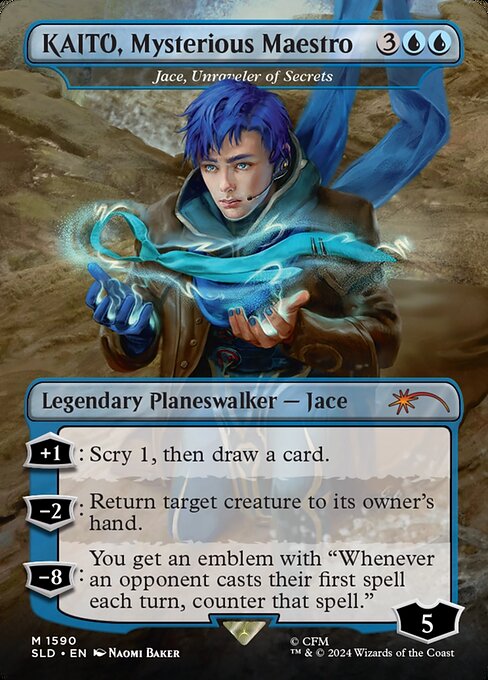 KAITO, Mysterious Maestro 3
Jace, Unraveler of Secrets
Legendary Planeswalker — Jace
+1 : Scry 1, then draw a card.
−2 : Return target creature to its owner's
hand.
−8 : You get an emblem with “Whenever
an opponent casts their first spell
each turn, counter that spell.”
5
M 1590
SLD • EN Naomi Baker
© CFM
™ & © 2024 Wizards of the Coast